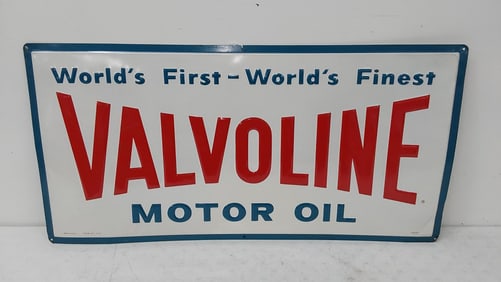 World's First - World's Finest
VALVOLINE
MOTOR OIL